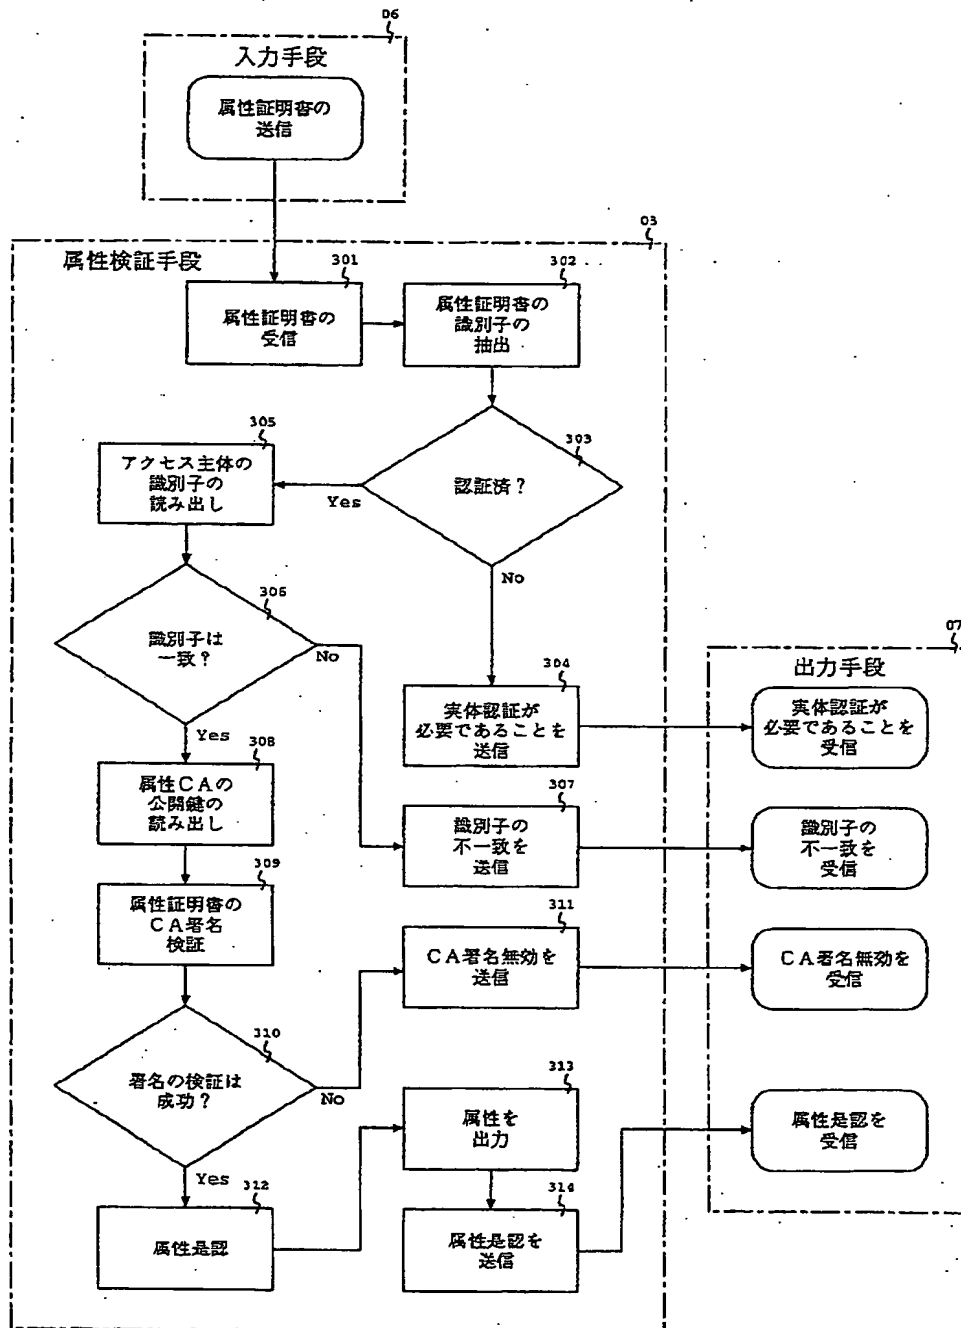 06
入力手段
属性証明書の
送信
03
属性検証手段
301
属性証明書の
受信
302
属性証明書の
識別子の
抽出
303
認証済？
Yes
No
305
アクセス主体の
識別子の
読み出し
306
識別子は
一致？
No
Yes
304
実体認証が
必要であることを
送信
07
出力手段
実体認証が
必要であることを
受信
308
属性ＣＡの
公開鍵の
読み出し
307
識別子の
不一致を
送信
識別子の
不一致を
受信
309
属性証明書の
ＣＡ署名
検証
311
ＣＡ署名無効を
送信
ＣＡ署名無効を
受信
310
署名の検証は
成功？
No
Yes
313
属性を
出力
属性是認を
受信
312
属性是認
314
属性是認を
送信